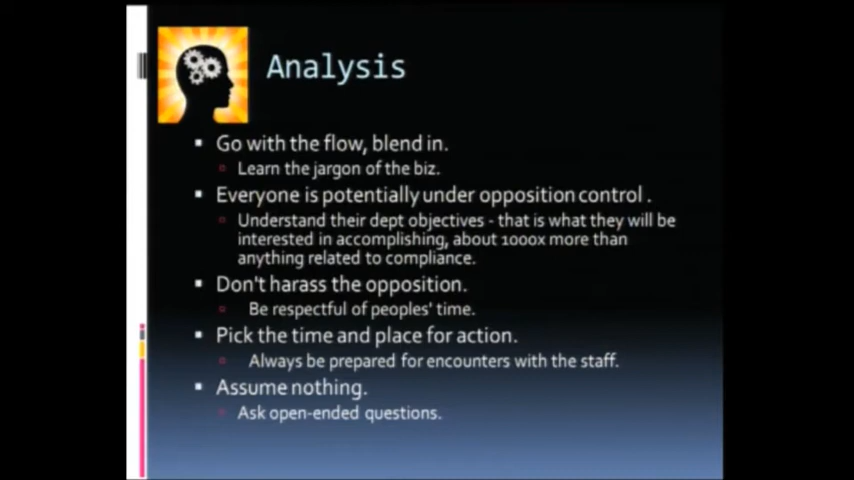 Analysis
Go with the flow, blend in.
Learn the jargon of the biz.
Everyone is potentially under opposition control .
Understand their dept objectives - that is what they will be
interested in accomplishing, about 1000x more than
anything related to compliance.
Don't harass the opposition.
Be respectful of peoples' time.
Pick the time and place for action.
Always be prepared for encounters with the staff.
Assume nothing.
Ask open-ended questions.